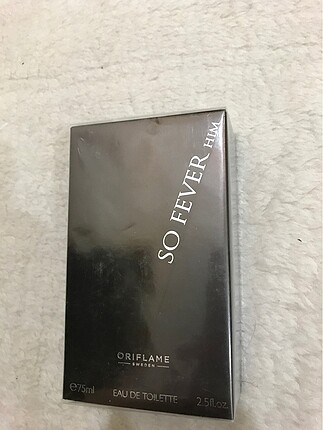 SO FEVER HIM
ORIFLAME
SWEDEN
℮75ml EAU DE TOILETTE 2.5fl.oz.